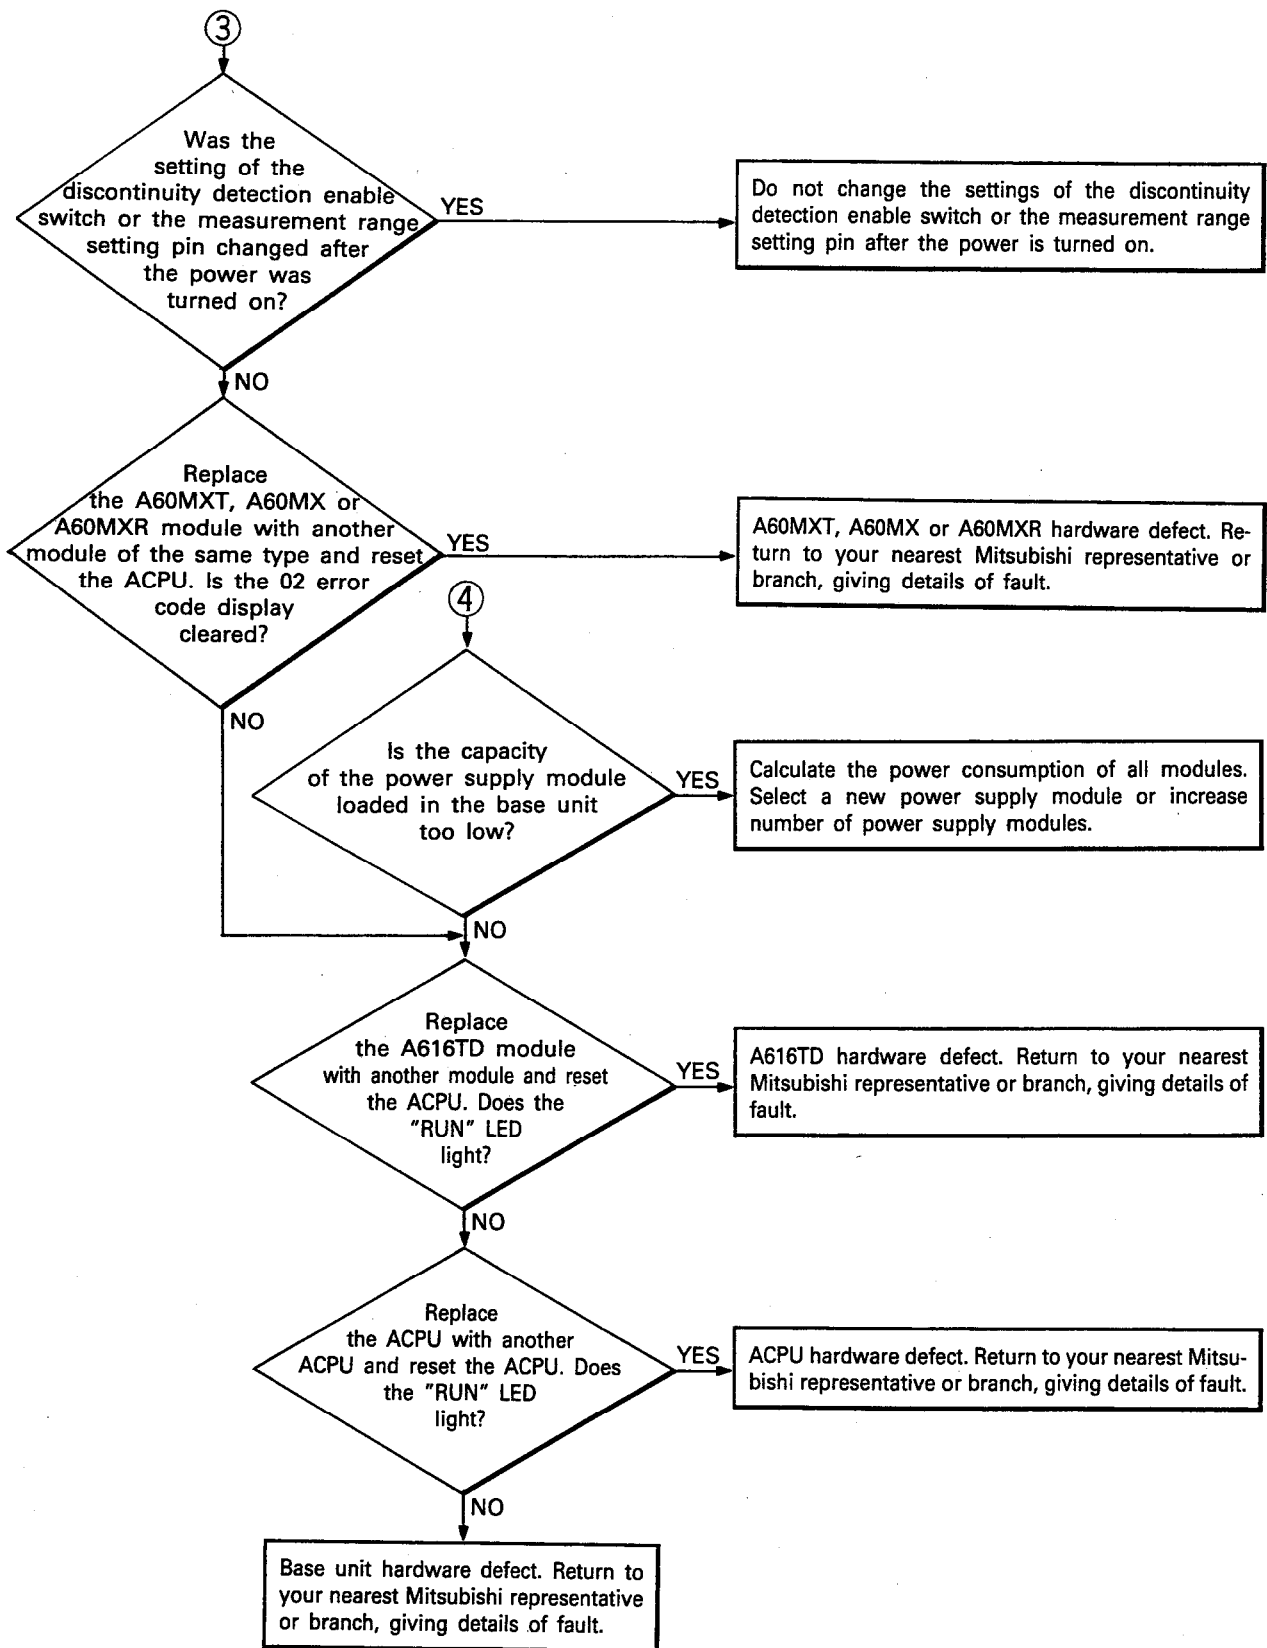 3
Was the
setting of the
discontinuity detection enable
switch or the measurement range
setting pin changed after
the power was
turned on?
YES
Do not change the settings of the discontinuity
detection enable switch or the measurement range
setting pin after the power is turned on.
NO
Replace
the A60MXT, A60MX or
A60MXR module with another
module of the same type and reset
the ACPU. Is the 02 error
code display
cleared?
YES
A60MXT, A60MX or A60MXR hardware defect. Re-
turn to your nearest Mitsubishi representative or
branch, giving details of fault.
NO
4
Is the capacity
of the power supply module
loaded in the base unit
too low?
YES
Calculate the power consumption of all modules.
Select a new power supply module or increase
number of power supply modules.
NO
Replace
the A616TD module
with another module and reset
the ACPU. Does the
"RUN" LED
light?
YES
A616TD hardware defect. Return to your nearest
Mitsubishi representative or branch, giving details of
fault.
NO
Replace
the ACPU with another
ACPU and reset the ACPU. Does
the "RUN" LED
light?
YES
ACPU hardware defect. Return to your nearest Mitsu-
bishi representative or branch, giving details of fault.
NO
Base unit hardware defect. Return to
your nearest Mitsubishi representative
or branch, giving details of fault.